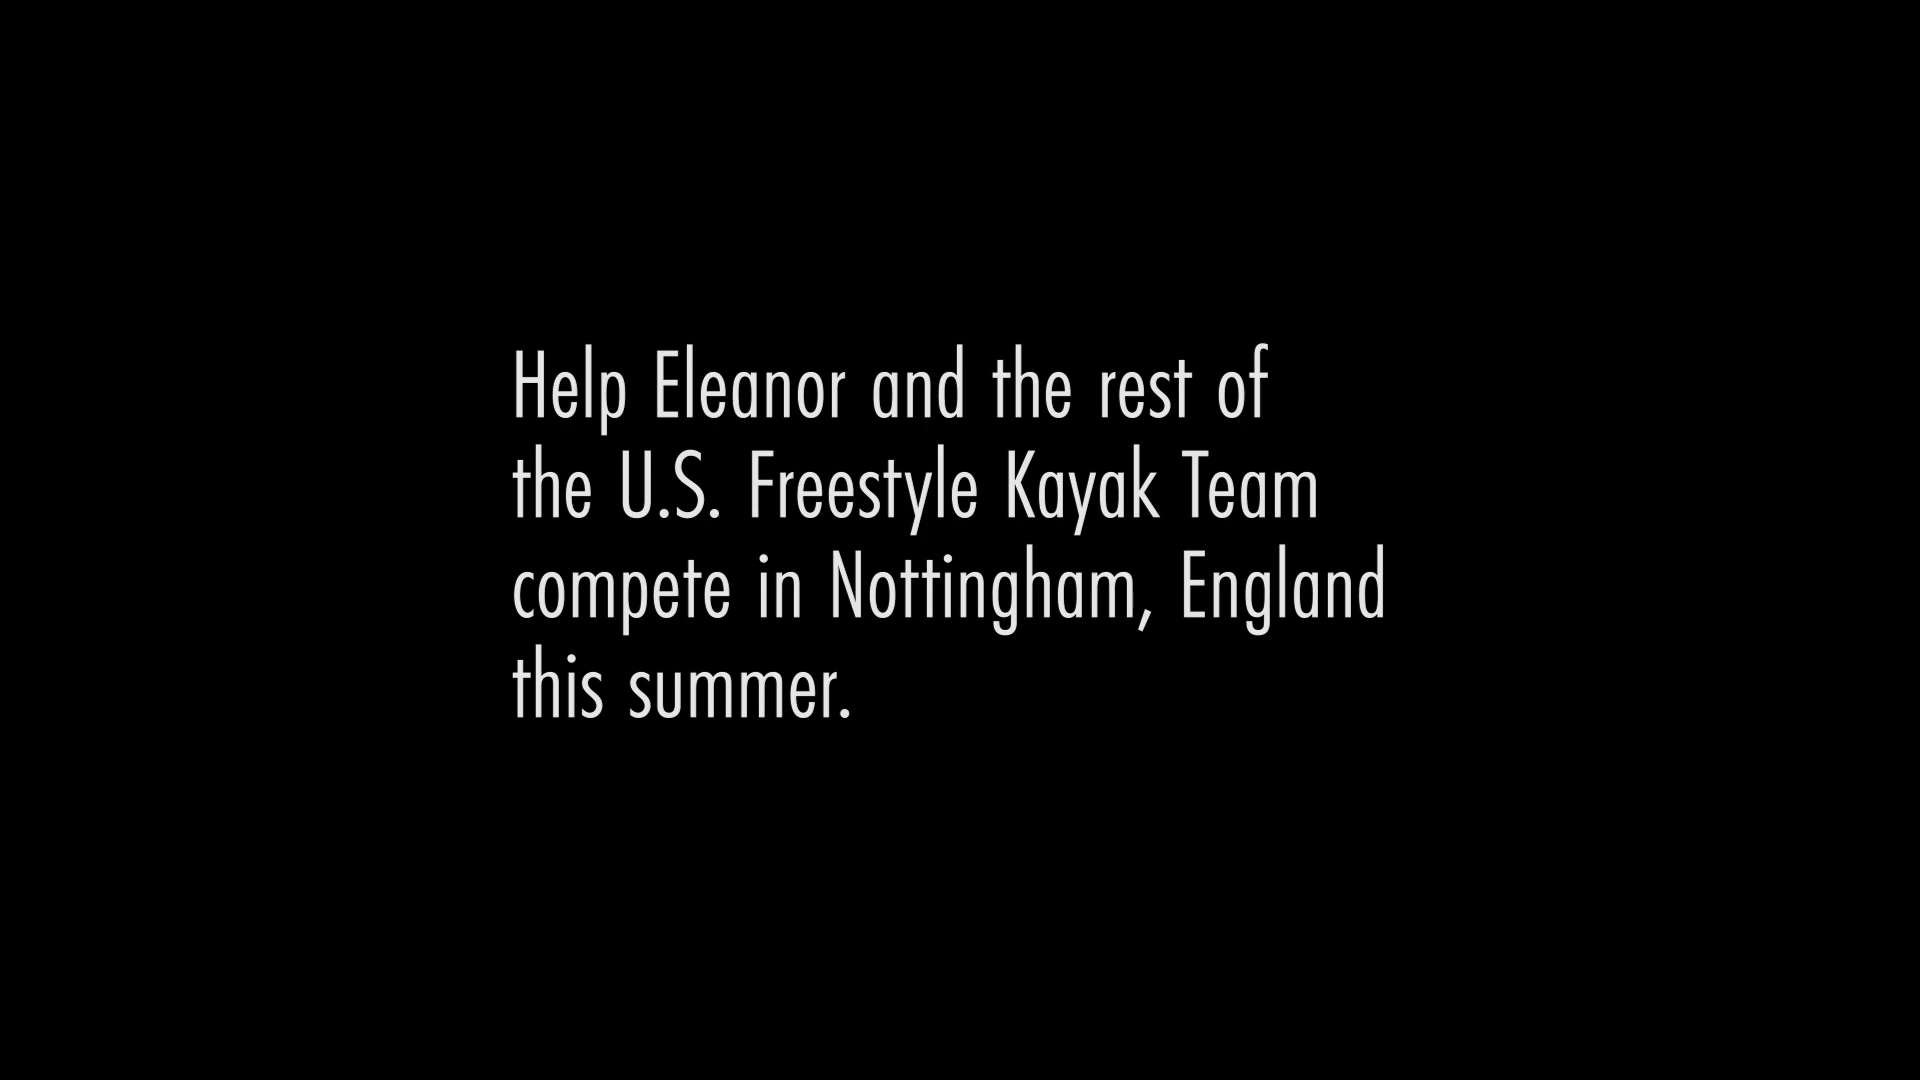 Help Eleanor and the rest of
the U.S. Freestyle Kayak Team
compete in Nottingham, England
this summer.